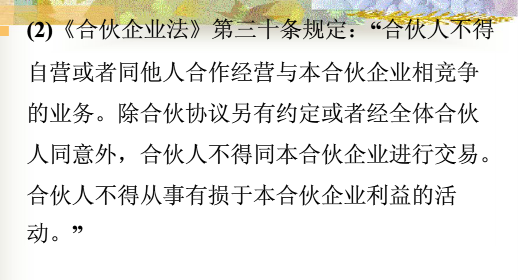 (2)《合伙企业法》第三十条规定：“合伙人不得
自营或者同他人合作经营与本合伙企业相竞争
的业务。除合伙协议另有约定或者经全体合伙
人同意外，合伙人不得同本合伙企业进行交易。
合伙人不得从事有损于本合伙企业利益的活
动。”